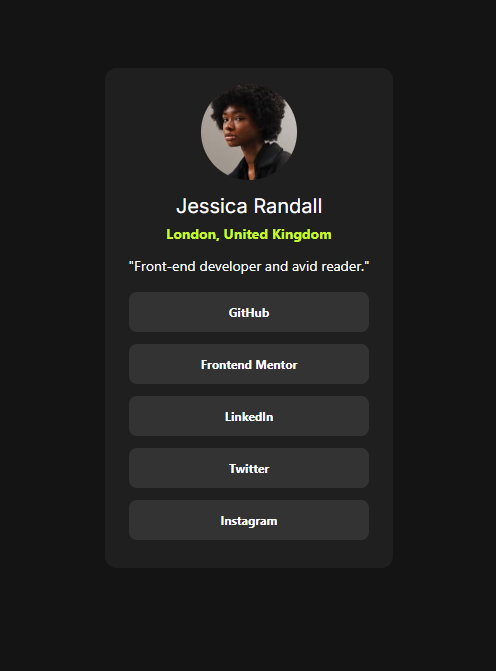 Jessica Randall
London, United Kingdom
"Front-end developer and avid reader."
GitHub
Frontend Mentor
LinkedIn
Twitter
Instagram